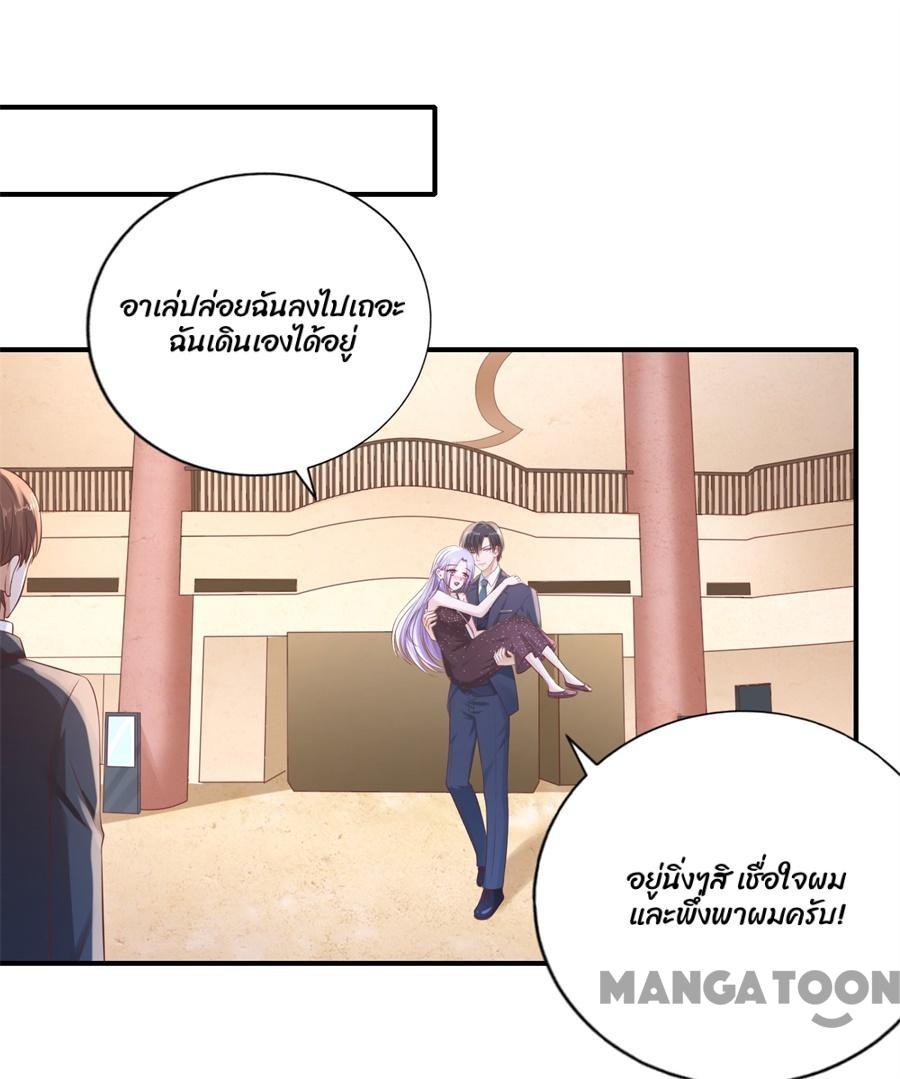 อาเล่ปล่อยฉันลงไปเถอะ
ฉันเดินเองได้อยู่
อยู่นิ่งๆสิ เชื่อใจผม
และพึ่งพาผมครับ!
MANGATOON